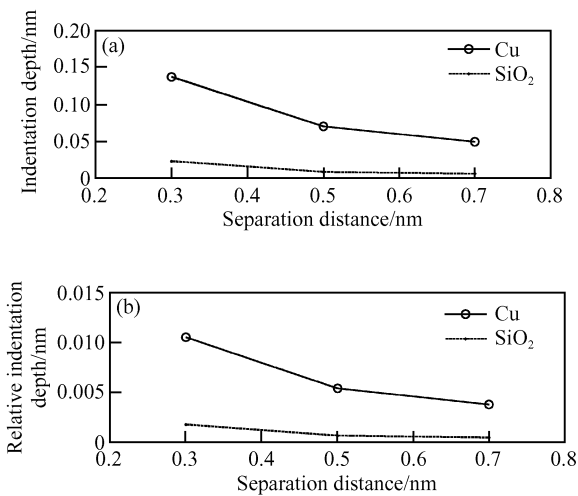 0.20
(a)
Cu
SiO₂
0.15
0.10
0.05
0
Indentation depth/nm
0.2 0.3 0.4 0.5 0.6 0.7 0.8
Separation distance/nm
0.015
(b)
Cu
SiO₂
0.010
0.005
0
Relative indentation
depth/nm
0.2 0.3 0.4 0.5 0.6 0.7 0.8
Separation distance/nm